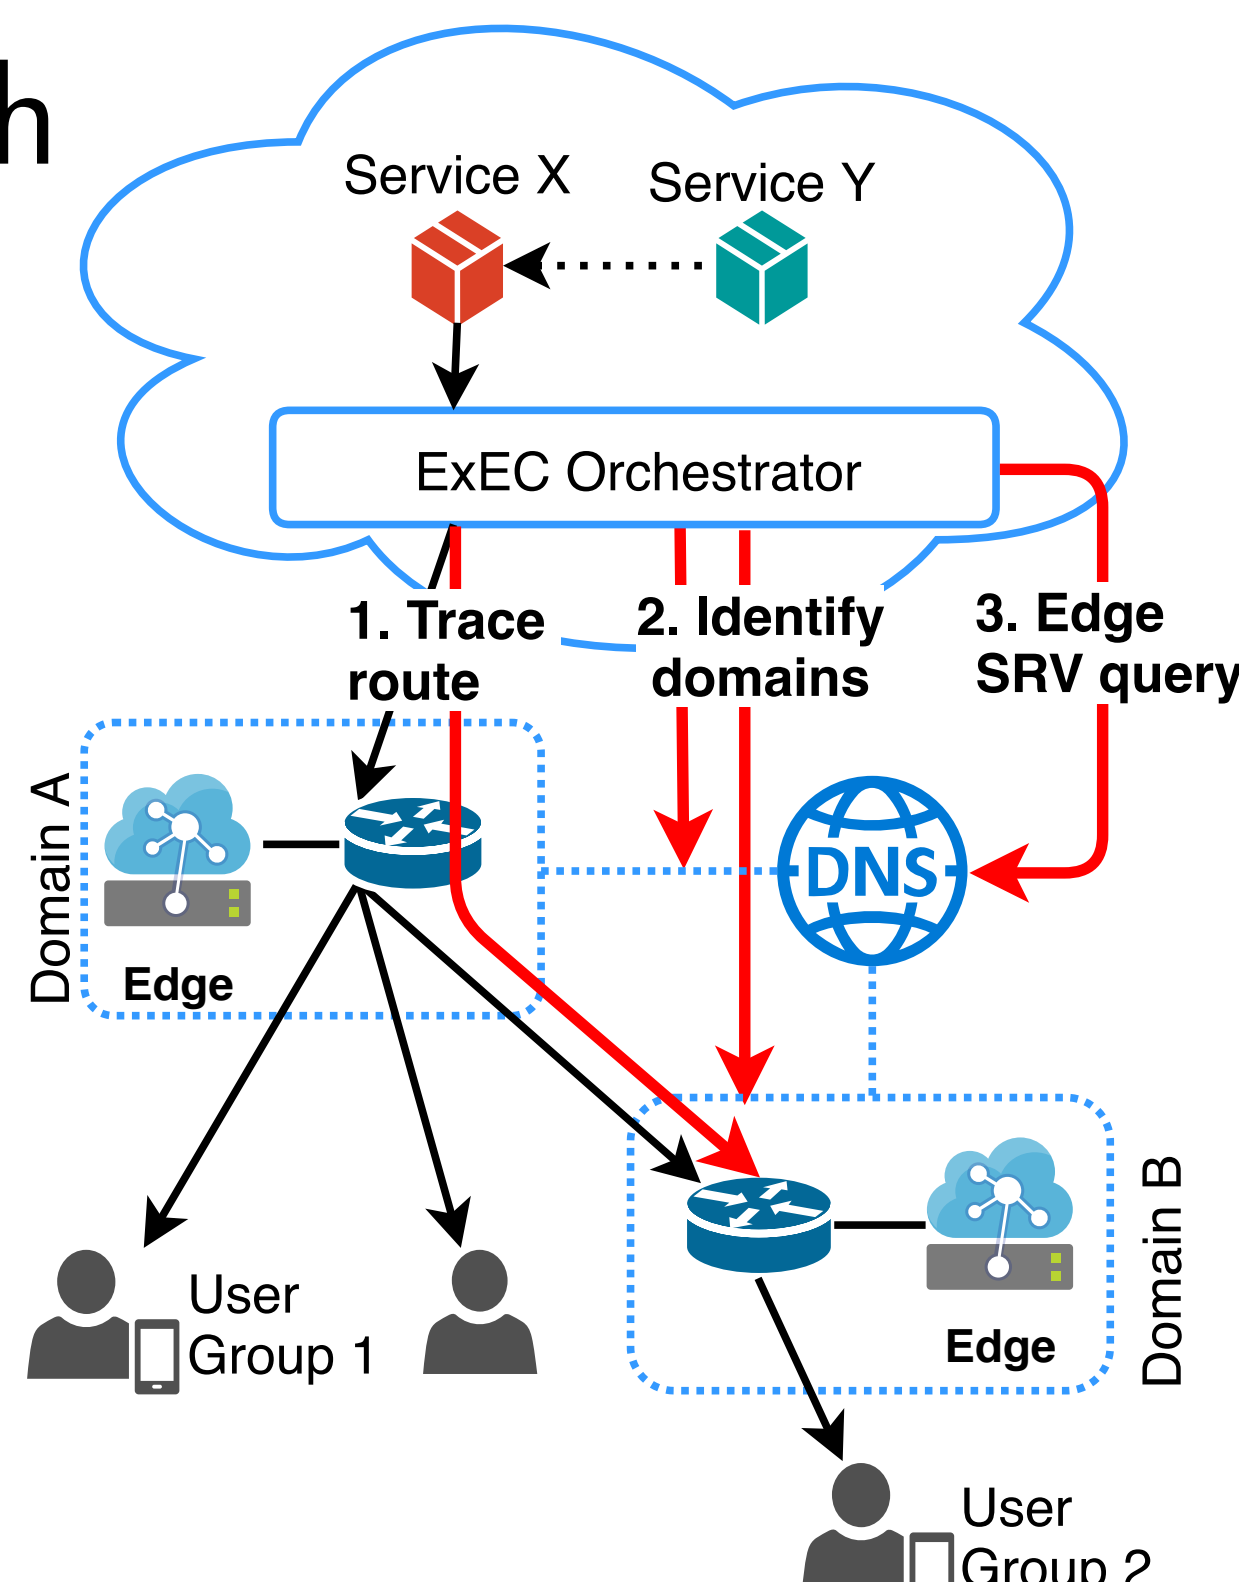 h
Service X
Service Y
ExEC Orchestrator
1. Trace
route
2. Identify
domains
3. Edge
SRV query
Domain A
Edge
DNS
User
Group 1
Edge
Domain B
User
Group 2